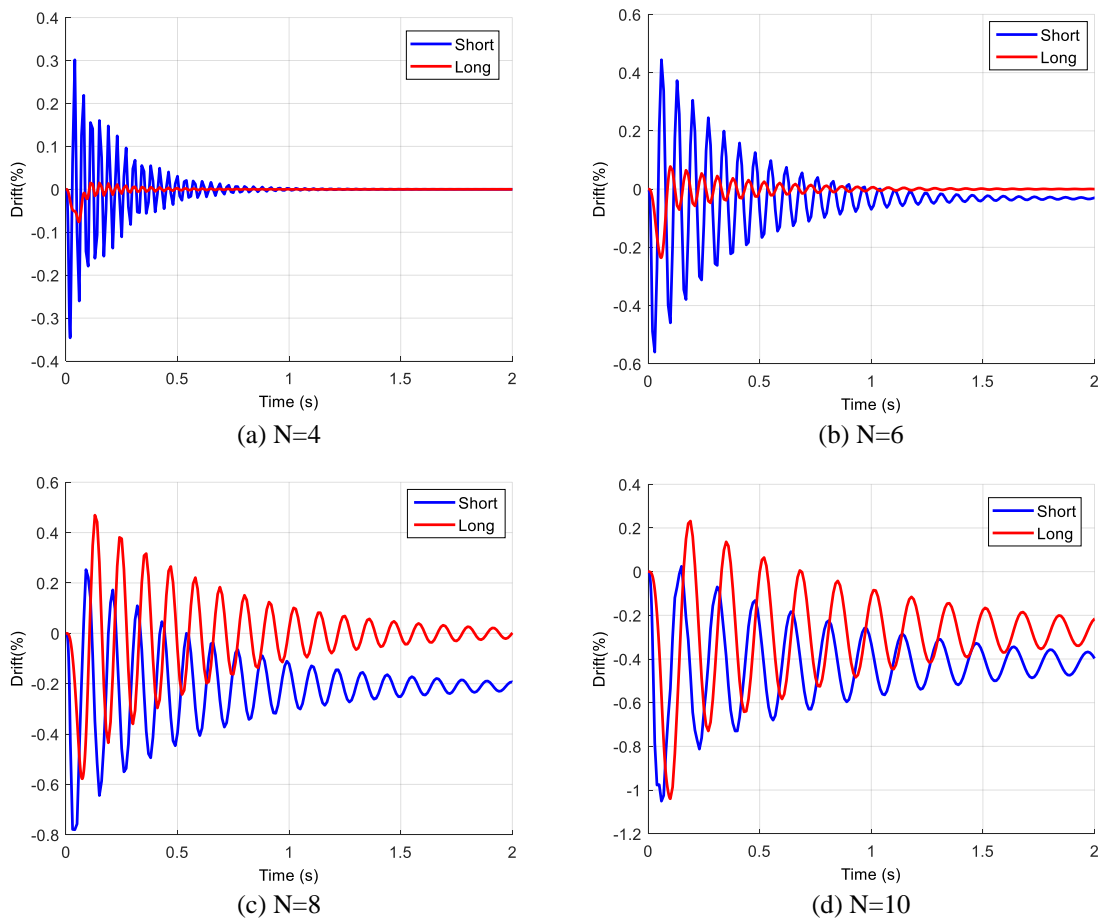 0.4
0.3
0.2
0.1
0
-0.1
-0.2
-0.3
-0.4
Drift(%)
0
0.5
1
1.5
2
Time (s)
Short
Long
(a) N=4
0.6
0.4
0.2
0
-0.2
-0.4
-0.6
Drift(%)
0
0.5
1
1.5
2
Time (s)
Short
Long
(b) N=6
0.6
0.4
0.2
0
-0.2
-0.4
-0.6
-0.8
Drift(%)
0
0.5
1
1.5
2
Time (s)
Short
Long
(c) N=8
0.4
0.2
0
-0.2
-0.4
-0.6
-0.8
-1
-1.2
Drift(%)
0
0.5
1
1.5
2
Time (s)
Short
Long
(d) N=10